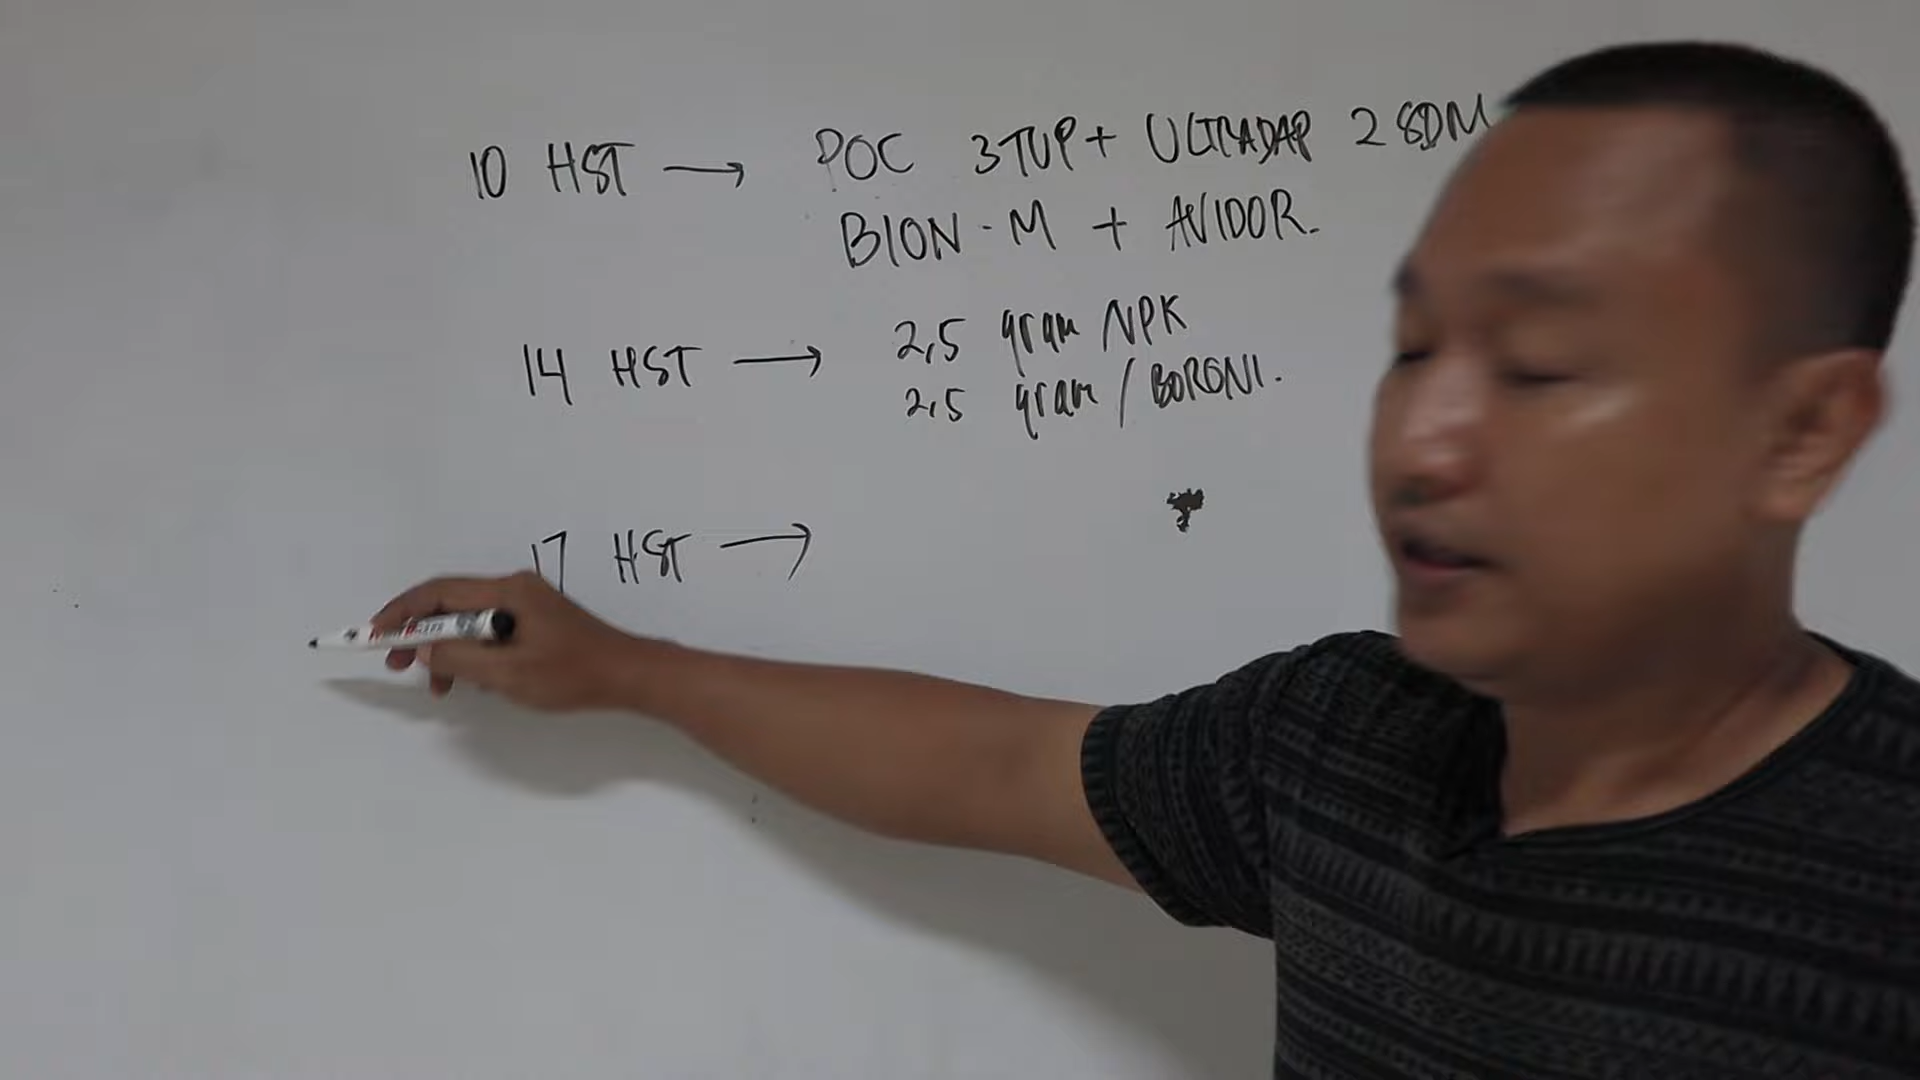 10 HST → POC 3TUP + ULTRADAP 2 SDM
BION-M + AVIDOR.
14 HST → 2,5 gram NPK
2,5 gram / BORONI.
17 HST →